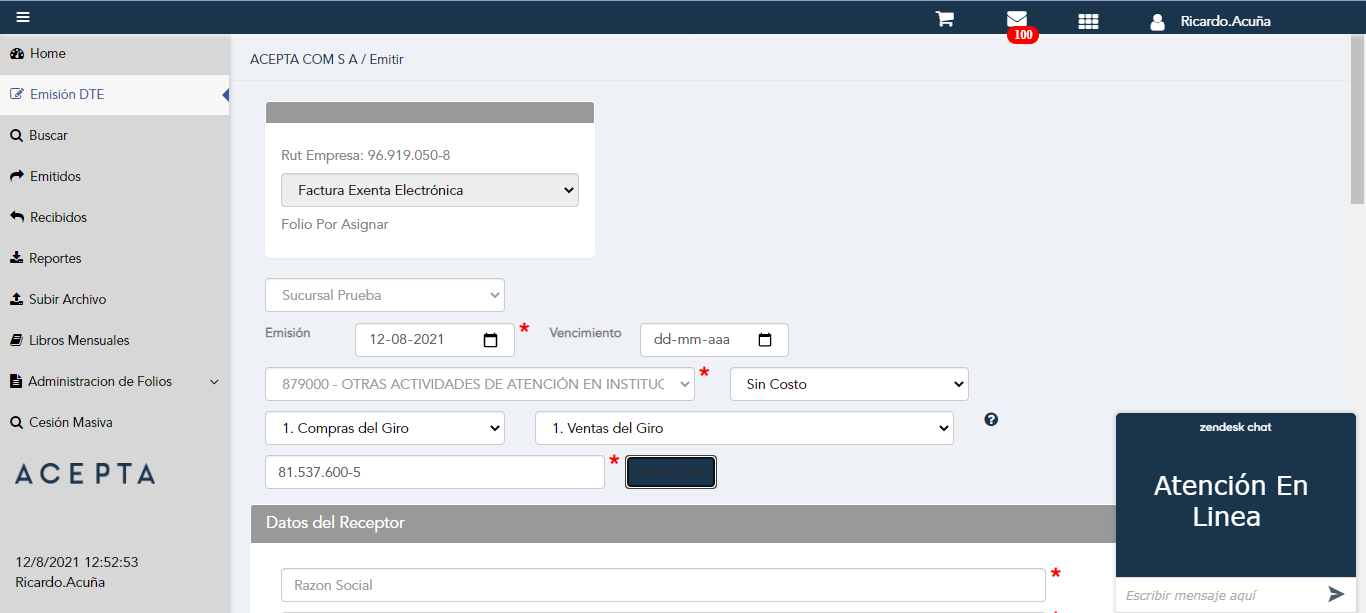 Ricardo.Acuña
100
Home
ACEPTA COM S A / Emitir
Emisión DTE
Buscar
Emitidos
Recibidos
Reportes
Subir Archivo
Libros Mensuales
Administracion de Folios
Cesión Masiva
ACEPTA
12/8/2021 12:52:53
Ricardo.Acuña
Rut Empresa: 96.919.050-8
Factura Exenta Electrónica
Folio Por Asignar
Sucursal Prueba
Emisión
12-08-2021
*
Vencimiento
dd-mm-aaa
879000 - OTRAS ACTIVIDADES DE ATENCIÓN EN INSTITUC
*
Sin Costo
1. Compras del Giro
1. Ventas del Giro
?
81.537.600-5
*
Datos del Receptor
Razon Social
*
zendesk chat
Atención En
Linea
Escribir mensaje aquí